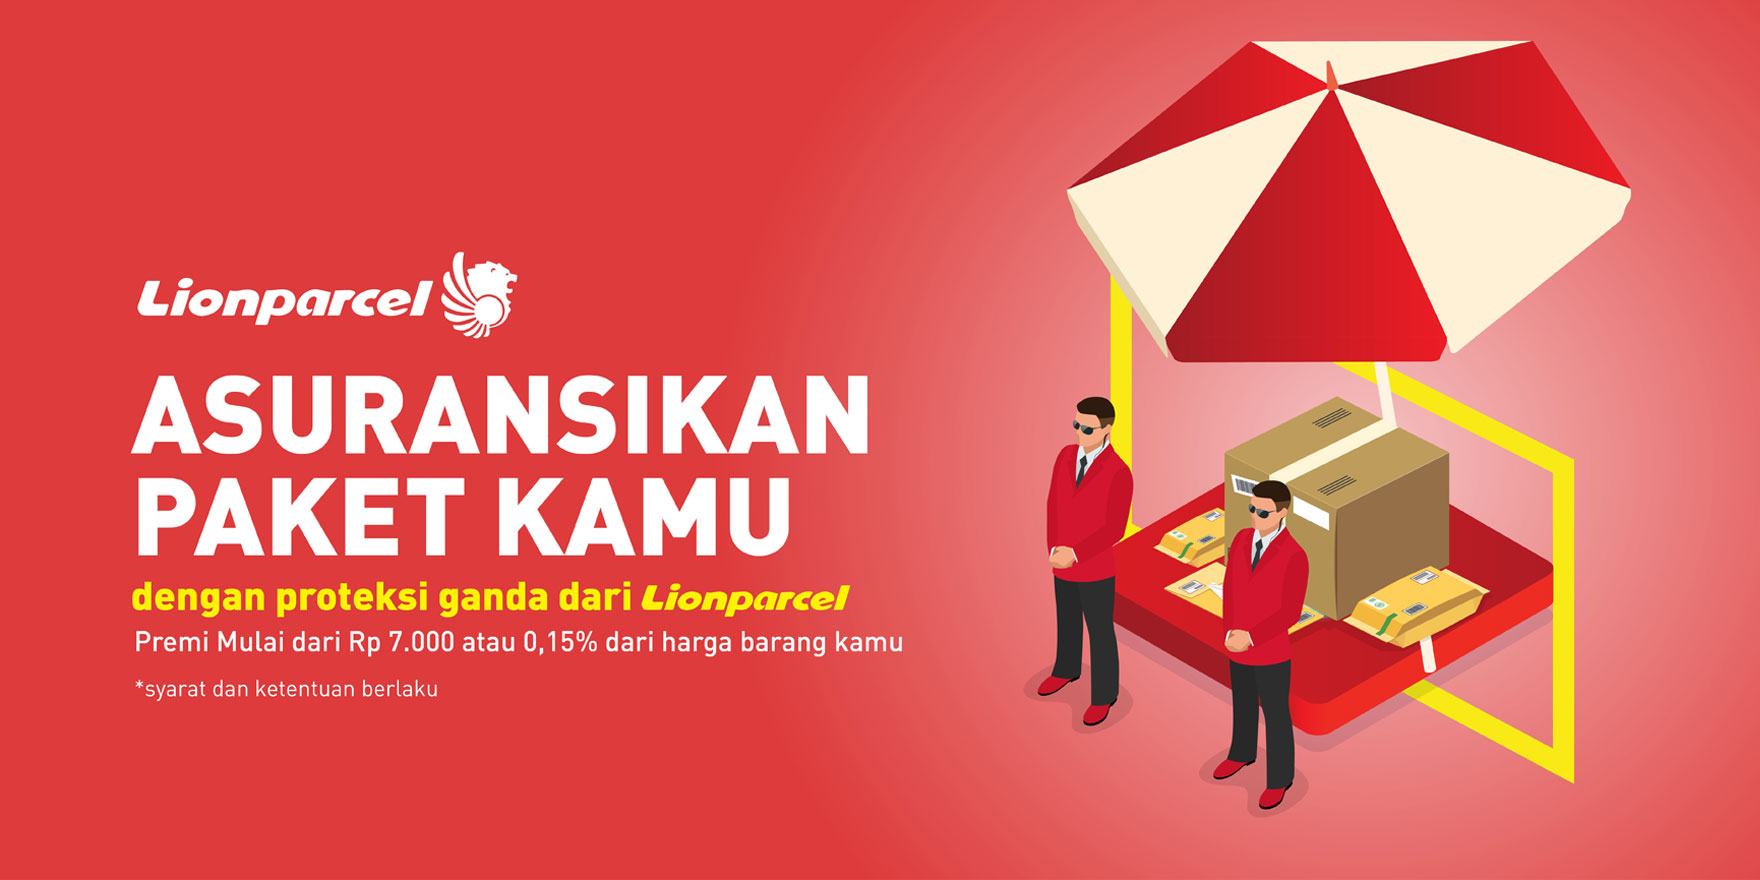 Lionparcel
ASURANSIKAN
PAKET KAMU
dengan proteksi ganda dari Lionparcel
Premi Mulai dari Rp 7.000 atau 0,15% dari harga barang kamu
*syarat dan ketentuan berlaku